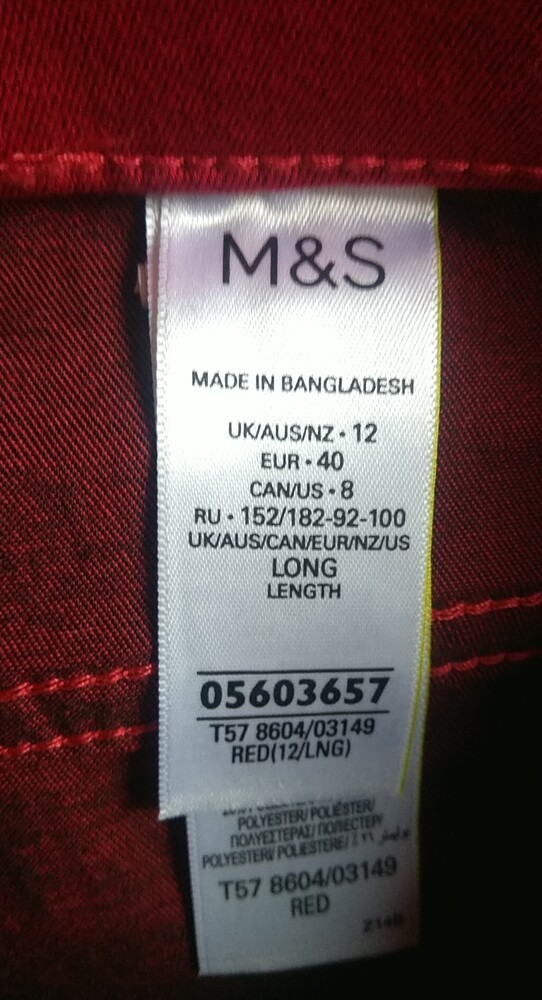 M&S
MADE IN BANGLADESH
UK/AUS/NZ • 12
EUR • 40
CAN/US • 8
RU • 152/182-92-100
UK/AUS/CAN/EUR/NZ/US
LONG
LENGTH
05603657
T57 8604/03149
RED(12/LNG)
POLYESTER/ POLIÉSTER/
ΠΟΛΥΕΣΤΕΡΑΣ/ ПОЛИЕСТЕР/
POLYESTER/ POLIESTERE/
T57 8604/03149
RED
Z14B